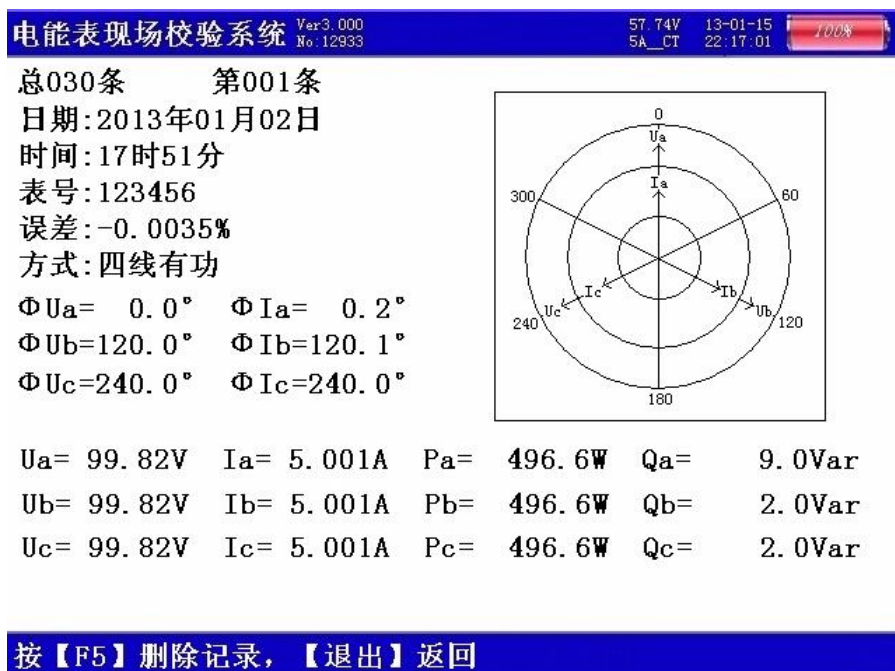 电能表现场校验系统 Ver3.000 No:12933 57.74V 5A__CT 13-01-15 22:17:01 100%
总030条 第001条
日期:2013年01月02日
时间:17时51分
表号:123456
误差:-0.0035%
方式:四线有功
ΦUa= 0.0° ΦIa= 0.2°
ΦUb=120.0° ΦIb=120.1°
ΦUc=240.0° ΦIc=240.0°
0
Ua
Ia
300 60
Ic Ib
Uc Ub
240 120
180
Ua= 99.82V Ia= 5.001A Pa= 496.6W Qa= 9.0Var
Ub= 99.82V Ib= 5.001A Pb= 496.6W Qb= 2.0Var
Uc= 99.82V Ic= 5.001A Pc= 496.6W Qc= 2.0Var
按【F5】删除记录，【退出】返回